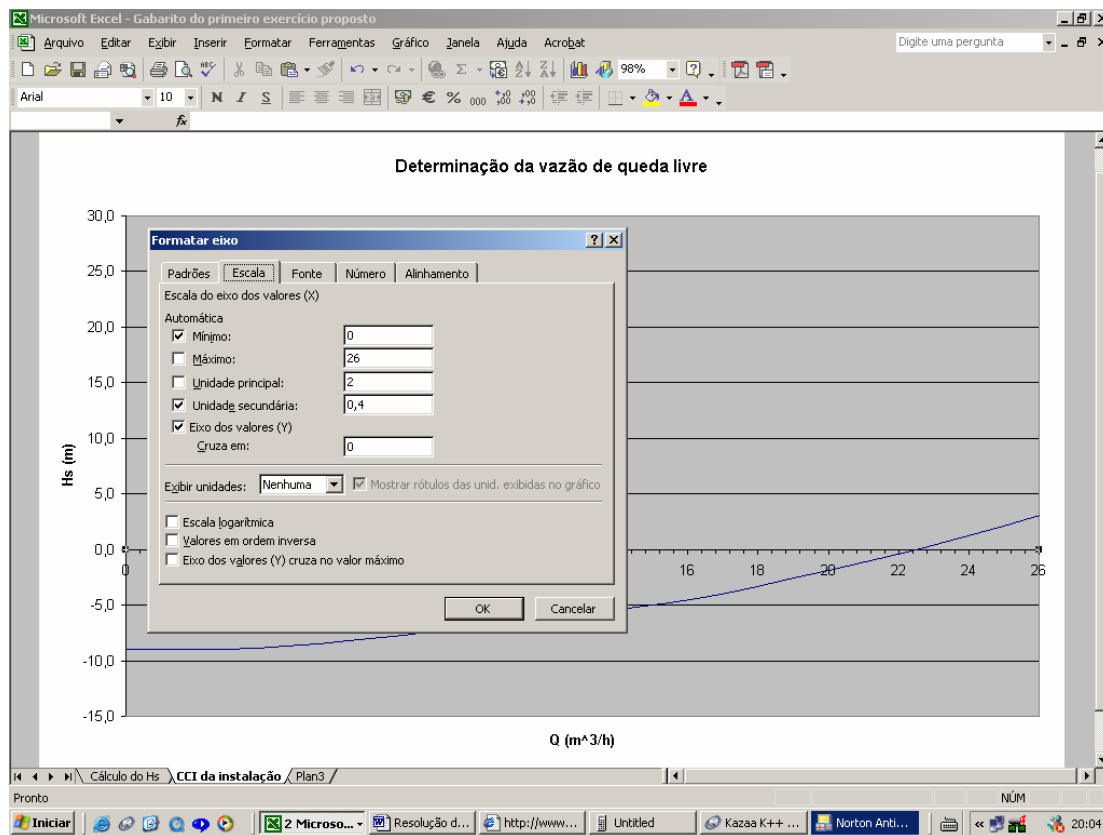 Microsoft Excel - Gabarito do primeiro exercício proposto
Arquivo Editar Exibir Inserir Formatar Ferramentas Gráfico Janela Ajuda Acrobat Digite uma pergunta
98%
Arial 10 N I S € % 000
fx
Determinação da vazão de queda livre
30,0
25,0
20,0
15,0
10,0
5,0
0,0
-5,0
-10,0
-15,0
Hs (m)
Formatar eixo
Padrões Escala Fonte Número Alinhamento
Escala do eixo dos valores (X)
Automática
Mínimo: 0
Máximo: 26
Unidade principal: 2
Unidade secundária: 0,4
Eixo dos valores (Y)
Cruza em: 0
Exibir unidades: Nenhuma Mostrar rótulos das unid. exibidas no gráfico
Escala logarítmica
Valores em ordem inversa
Eixo dos valores (Y) cruza no valor máximo
OK Cancelar
0 16 18 20 22 24 26
Q (m^3/h)
Cálculo do Hs CCI da instalação Plan3
Pronto NÚM
Iniciar 2 Microso... Resolução d... http://www... Untitled Kazaa K++ ... Norton Anti... « 20:04